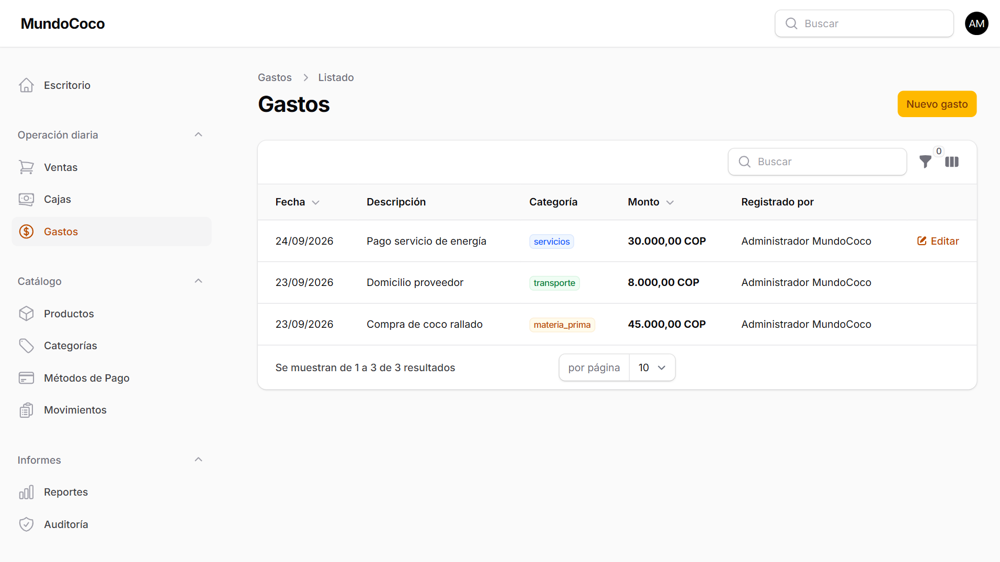 MundoCoco
Buscar
AM
Escritorio
Operación diaria
Ventas
Cajas
Gastos
Catálogo
Productos
Categorías
Métodos de Pago
Movimientos
Informes
Reportes
Auditoría
Gastos > Listado
Gastos
Nuevo gasto
Buscar
0
Fecha Descripción Categoría Monto Registrado por
24/09/2026 Pago servicio de energía servicios 30.000,00 COP Administrador MundoCoco Editar
23/09/2026 Domicilio proveedor transporte 8.000,00 COP Administrador MundoCoco
23/09/2026 Compra de coco rallado materia_prima 45.000,00 COP Administrador MundoCoco
Se muestran de 1 a 3 de 3 resultados por página 10